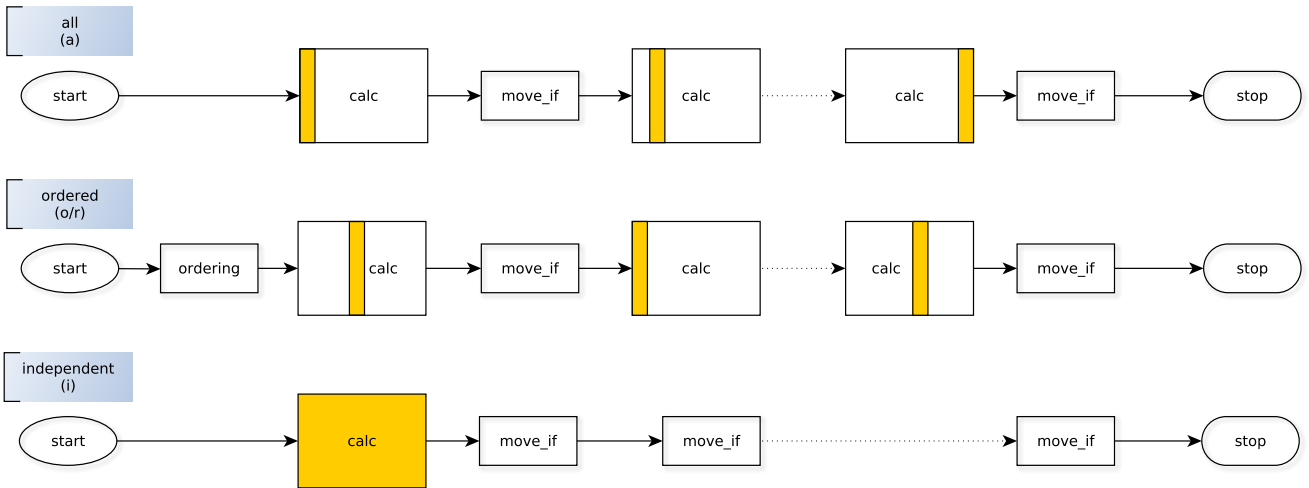 all
(a)
start
calc
move_if
calc
calc
move_if
stop
ordered
(o/r)
start
ordering
calc
move_if
calc
calc
move_if
stop
independent
(i)
start
calc
move_if
move_if
move_if
stop